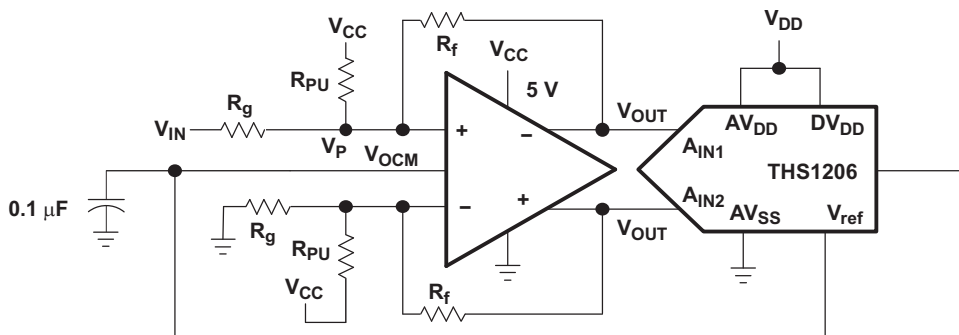 V_CC
R_f
V_DD
R_PU
V_CC
5 V
R_g
V_OUT
AV_DD
DV_DD
V_IN
+
−
V_P
V_OCM
A_IN1
THS1206
0.1 μF
−
+
A_IN2
AV_SS
V_ref
R_g
R_PU
V_OUT
V_CC
R_f